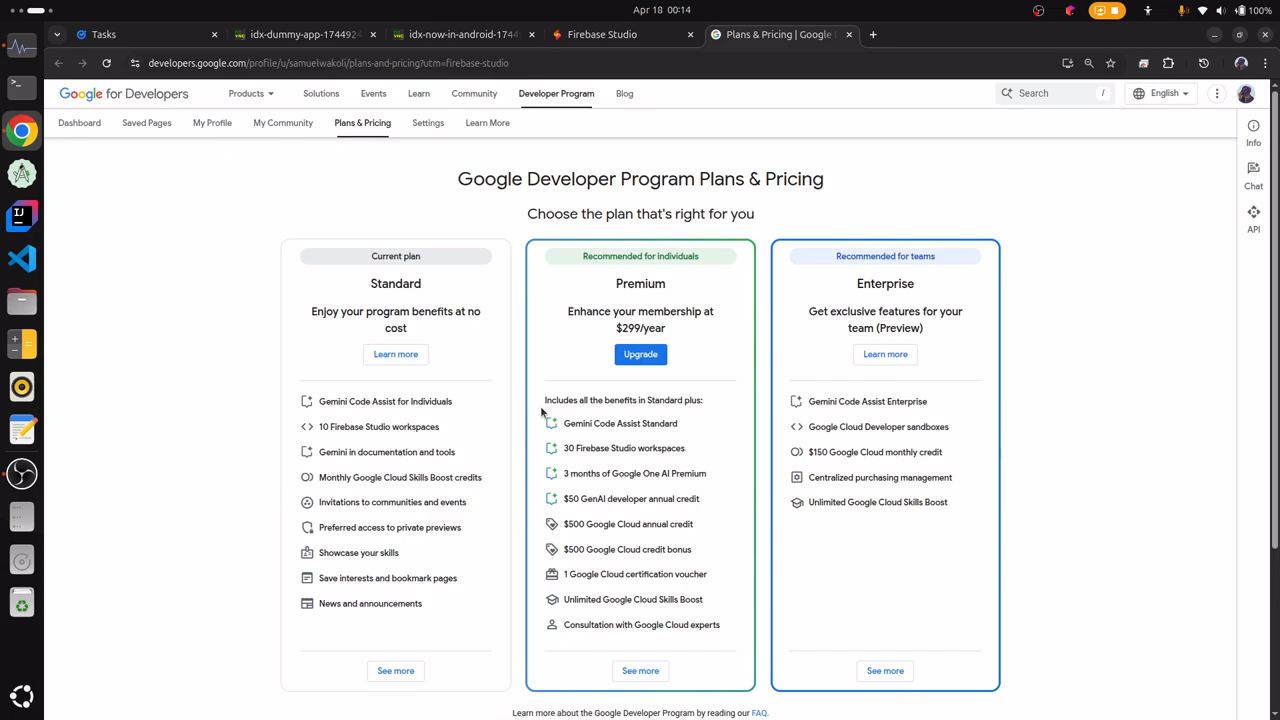 Apr 18 00:14
100%
Tasks
idx-dummy-app-1744924
idx-now-in-android-1744
Firebase Studio
Plans & Pricing | Google
developers.google.com/profile/u/samuelwakoli/plans-and-pricing?utm=firebase-studio
Google for Developers
Products
Solutions
Events
Learn
Community
Developer Program
Blog
Search
/
English
Dashboard
Saved Pages
My Profile
My Community
Plans & Pricing
Settings
Learn More
Info
Chat
API
Google Developer Program Plans & Pricing
Choose the plan that's right for you
Current plan
Standard
Enjoy your program benefits at no
cost
Learn more
Gemini Code Assist for Individuals
10 Firebase Studio workspaces
Gemini in documentation and tools
Monthly Google Cloud Skills Boost credits
Invitations to communities and events
Preferred access to private previews
Showcase your skills
Save interests and bookmark pages
News and announcements
See more
Recommended for individuals
Premium
Enhance your membership at
$299/year
Upgrade
Includes all the benefits in Standard plus:
Gemini Code Assist Standard
30 Firebase Studio workspaces
3 months of Google One AI Premium
$50 GenAI developer annual credit
$500 Google Cloud annual credit
$500 Google Cloud credit bonus
1 Google Cloud certification voucher
Unlimited Google Cloud Skills Boost
Consultation with Google Cloud experts
See more
Recommended for teams
Enterprise
Get exclusive features for your
team (Preview)
Learn more
Gemini Code Assist Enterprise
Google Cloud Developer sandboxes
$150 Google Cloud monthly credit
Centralized purchasing management
Unlimited Google Cloud Skills Boost
See more
Learn more about the Google Developer Program by reading our FAQ.